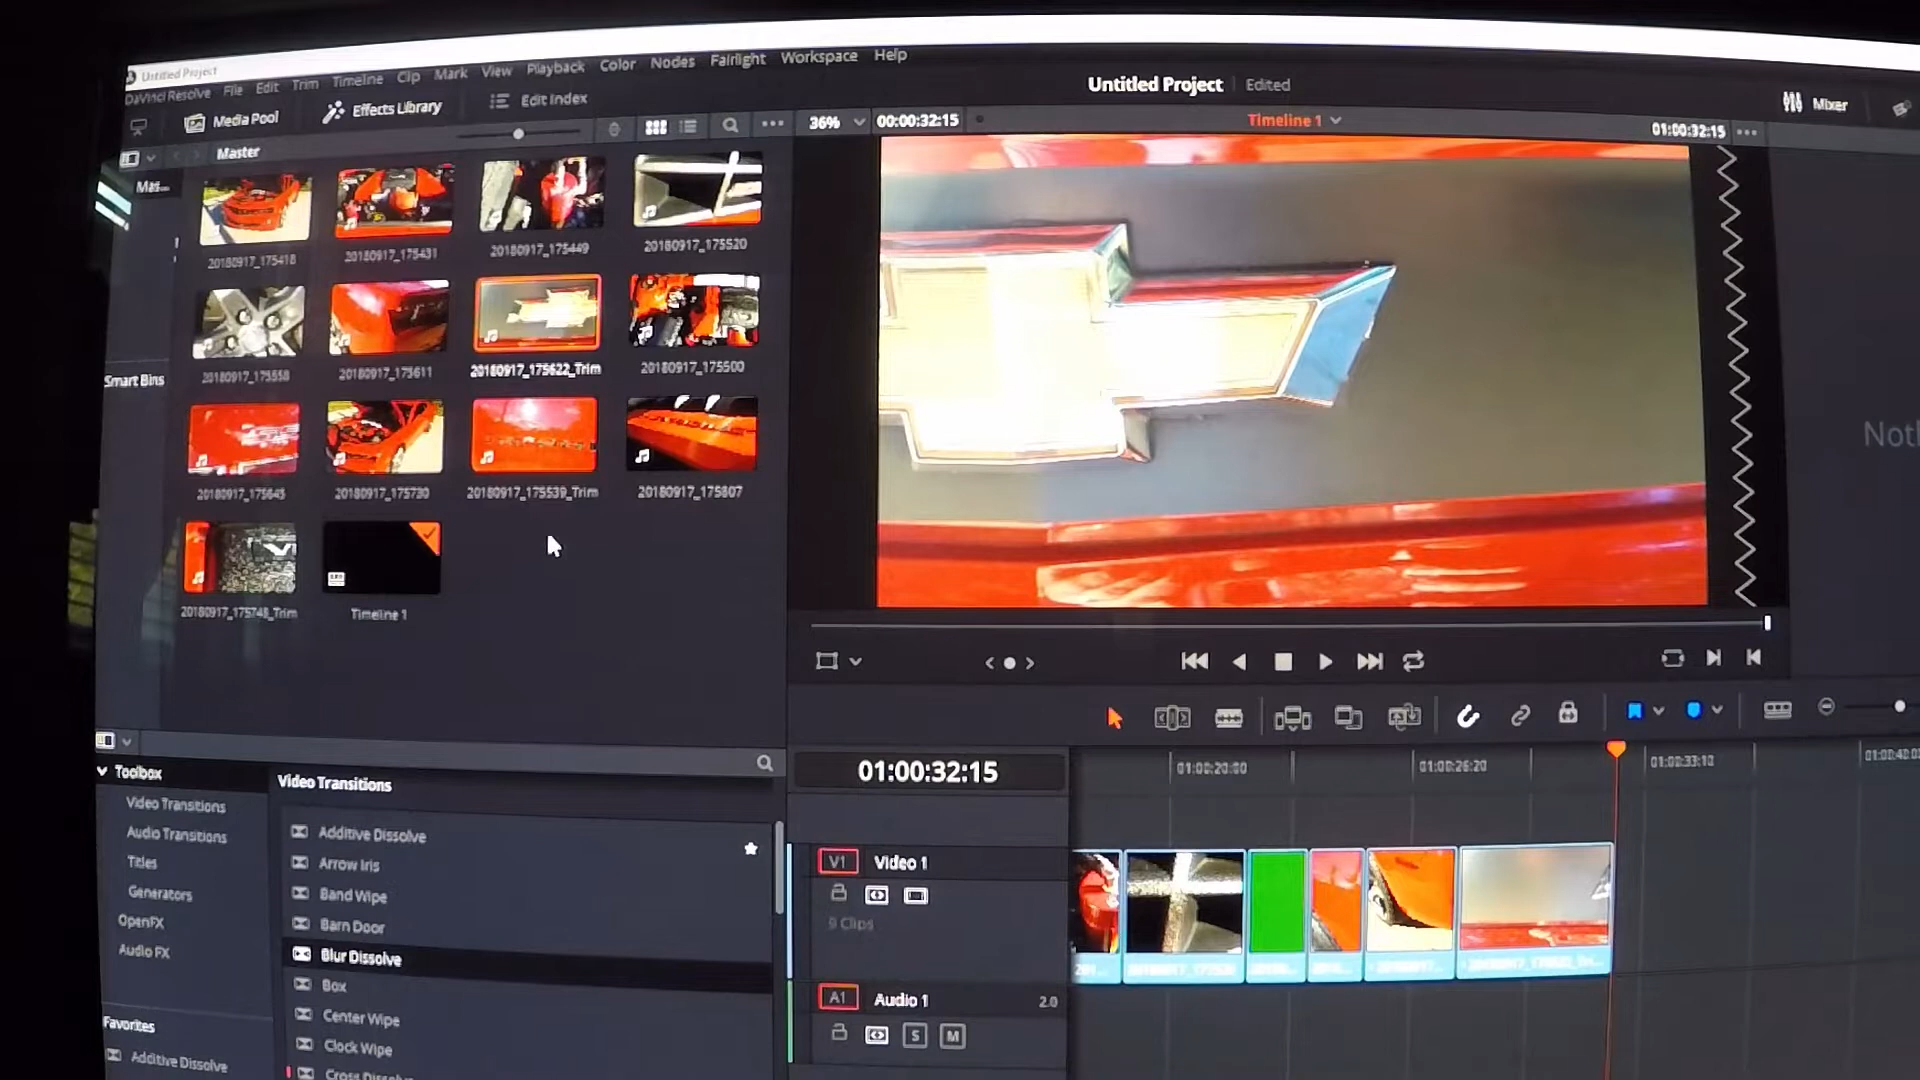 Untitled Project
DaVinci Resolve File Edit Trim Timeline Clip Mark View Playback Color Nodes Fairlight Workspace Help
Media Pool Effects Library Edit Index
Untitled Project Edited
Mixer
36% 00:00:32:15 Timeline 1 01:00:32:15
Master
Mas...
20180917_175418 20180917_175431 20180917_175449 20180917_175520
20180917_175558 20180917_175611 20180917_175622_Trim 20180917_175500
Smart Bins
20180917_175645 20180917_175730 20180917_175539_Trim 20180917_175807
20180917_175748_Trim Timeline 1
Noth
Toolbox
Video Transitions
Audio Transitions
Titles
Generators
OpenFX
Audio FX
Favorites
Additive Dissolve
Video Transitions
Additive Dissolve
Arrow Iris
Band Wipe
Barn Door
Blur Dissolve
Box
Center Wipe
Clock Wipe
01:00:32:15
01:00:20:00 01:00:26:20 01:00:33:10
V1 Video 1
9 Clips
A1 Audio 1 2.0
S M